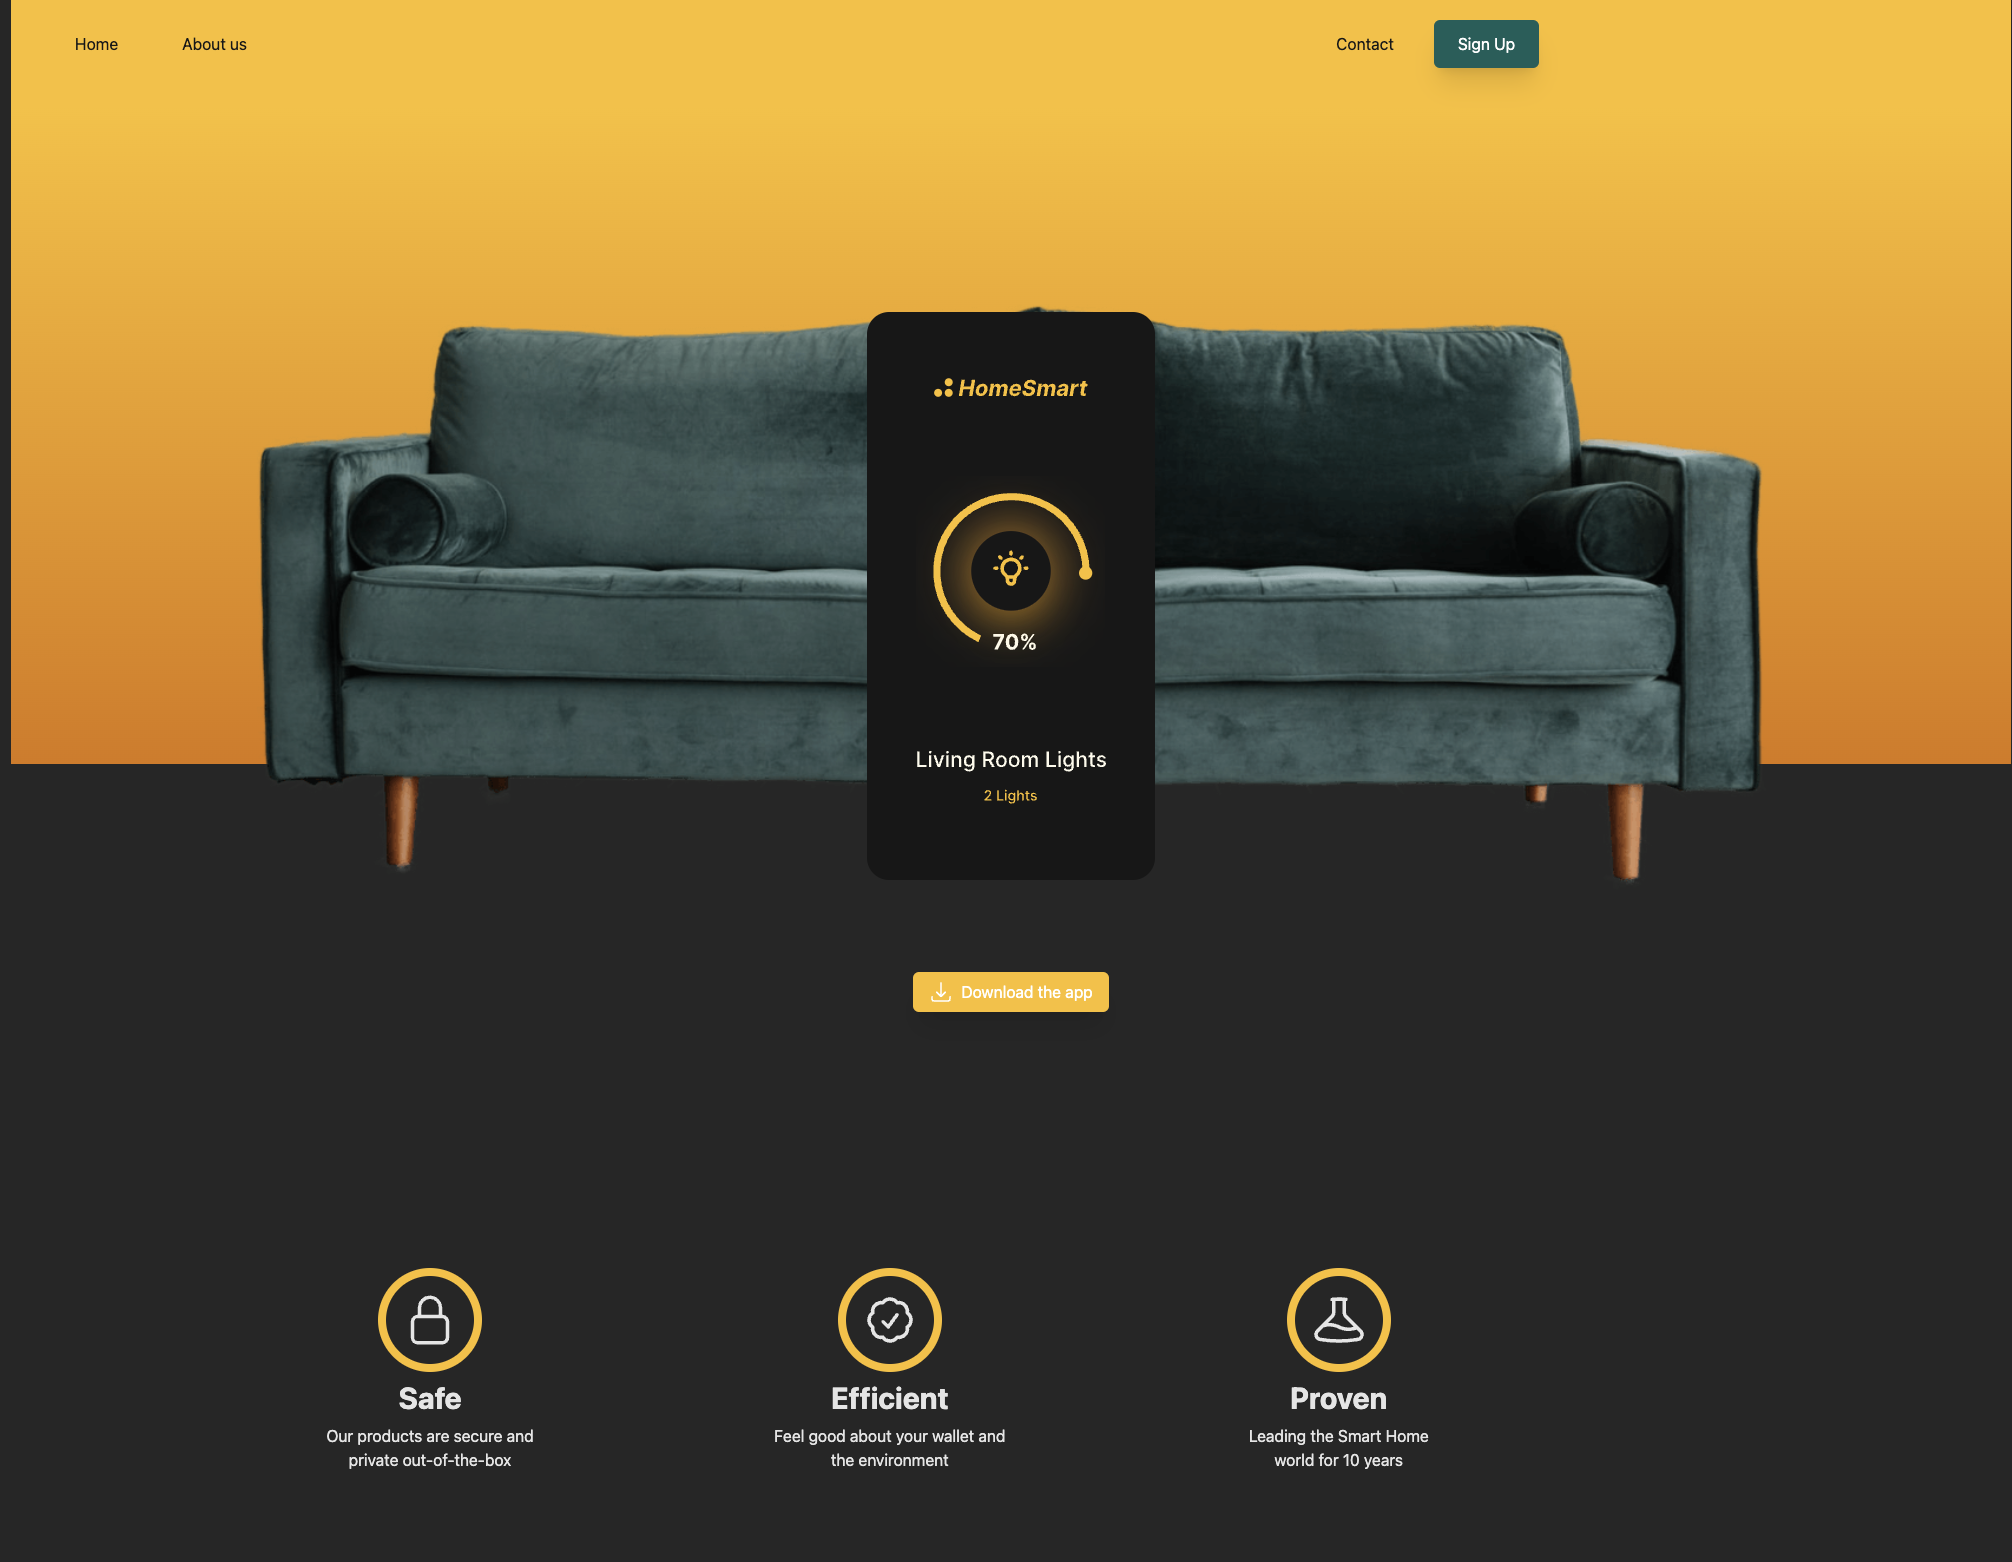 Home
About us
Contact
Sign Up
HomeSmart
70%
Living Room Lights
2 Lights
Download the app
Safe
Our products are secure and
private out-of-the-box
Efficient
Feel good about your wallet and
the environment
Proven
Leading the Smart Home
world for 10 years